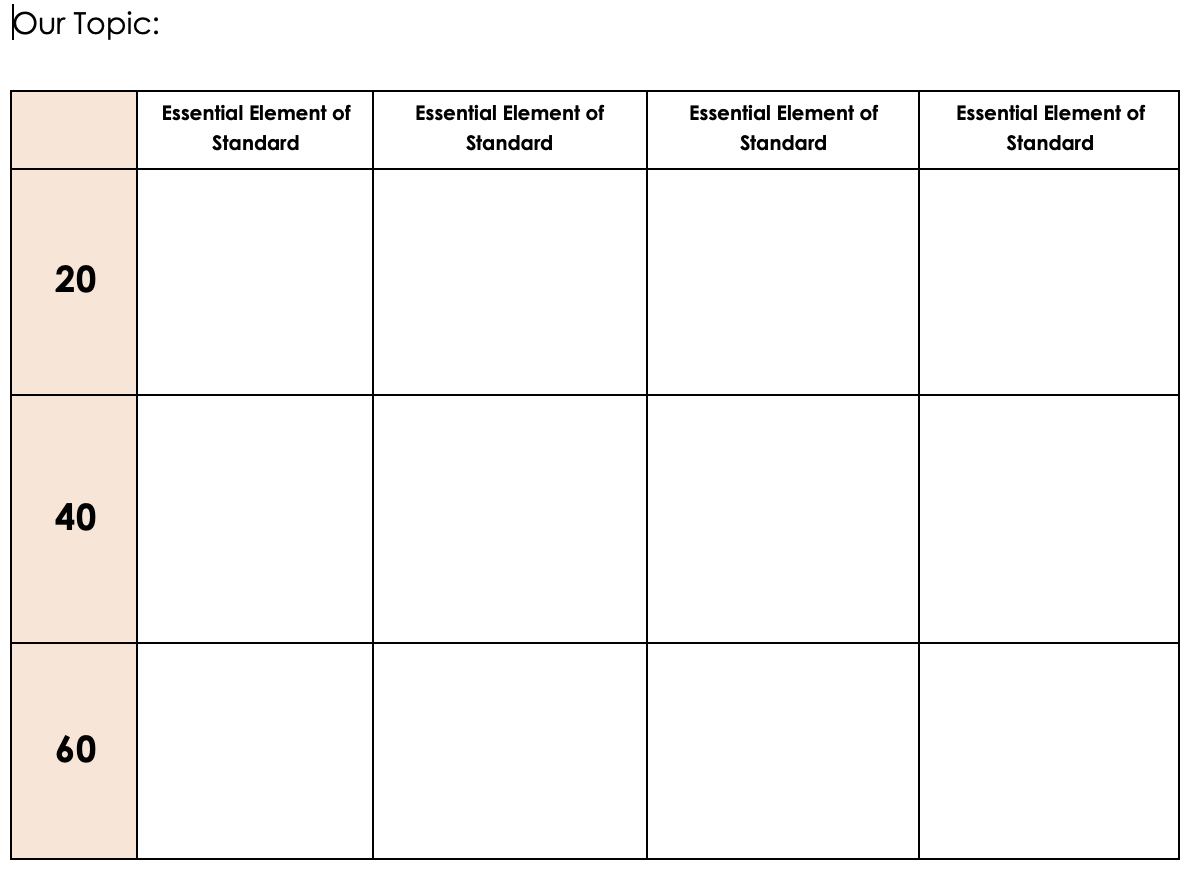 Our Topic:
Essential Element of
Standard
Essential Element of
Standard
Essential Element of
Standard
Essential Element of
Standard
20
40
60